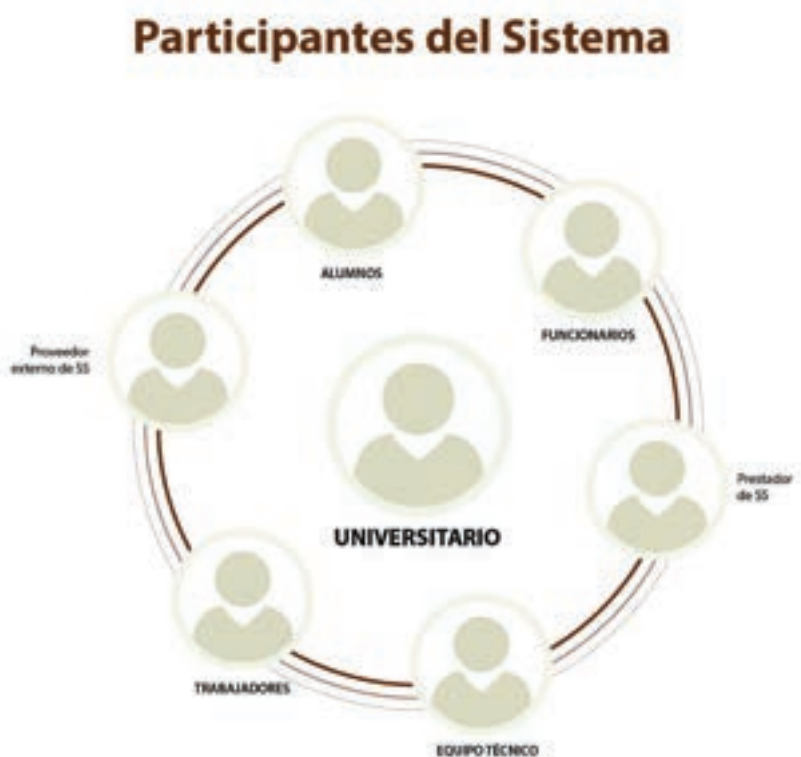 Participantes del Sistema
ALUMNOS
FUNCIONARIOS
Proveedor
externo de SS
Prestador
de SS
UNIVERSITARIO
TRABAJADORES
EQUIPO TÉCNICO